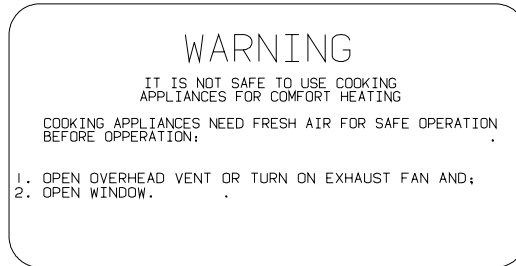 WARNING
IT IS NOT SAFE TO USE COOKING
APPLIANCES FOR COMFORT HEATING
COOKING APPLIANCES NEED FRESH AIR FOR SAFE OPERATION
BEFORE OPPERATION: .
1. OPEN OVERHEAD VENT OR TURN ON EXHAUST FAN AND;
2. OPEN WINDOW. .